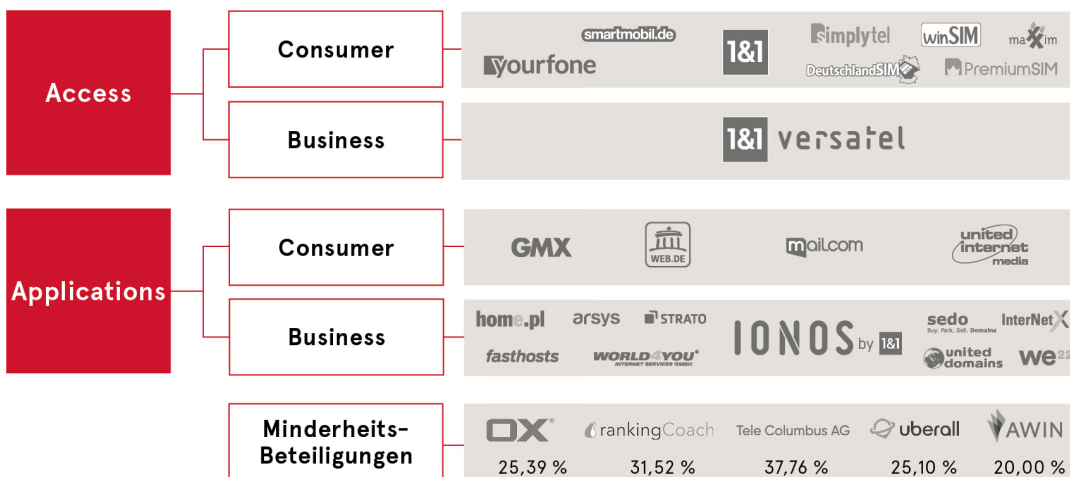 Access
Consumer
smartmobil.de
yourfone
1&1
simplytel
winSIM
maXXim
DeutschlandSIM
PremiumSIM
Business
1&1 versatel
Applications
Consumer
GMX
WEB.DE
mail.com
united
internet
media
Business
home.pl
arsys
STRATO
fasthosts
WORLD4YOU®
INTERNET SERVICES GMBH
IONOS by 1&1
sedo
Buy. Park. Sell. Domains
InterNetX
united
domains
we22
Minderheits-
Beteiligungen
OX®
rankingCoach
Tele Columbus AG
uberall
AWIN
25,39 %
31,52 %
37,76 %
25,10 %
20,00 %